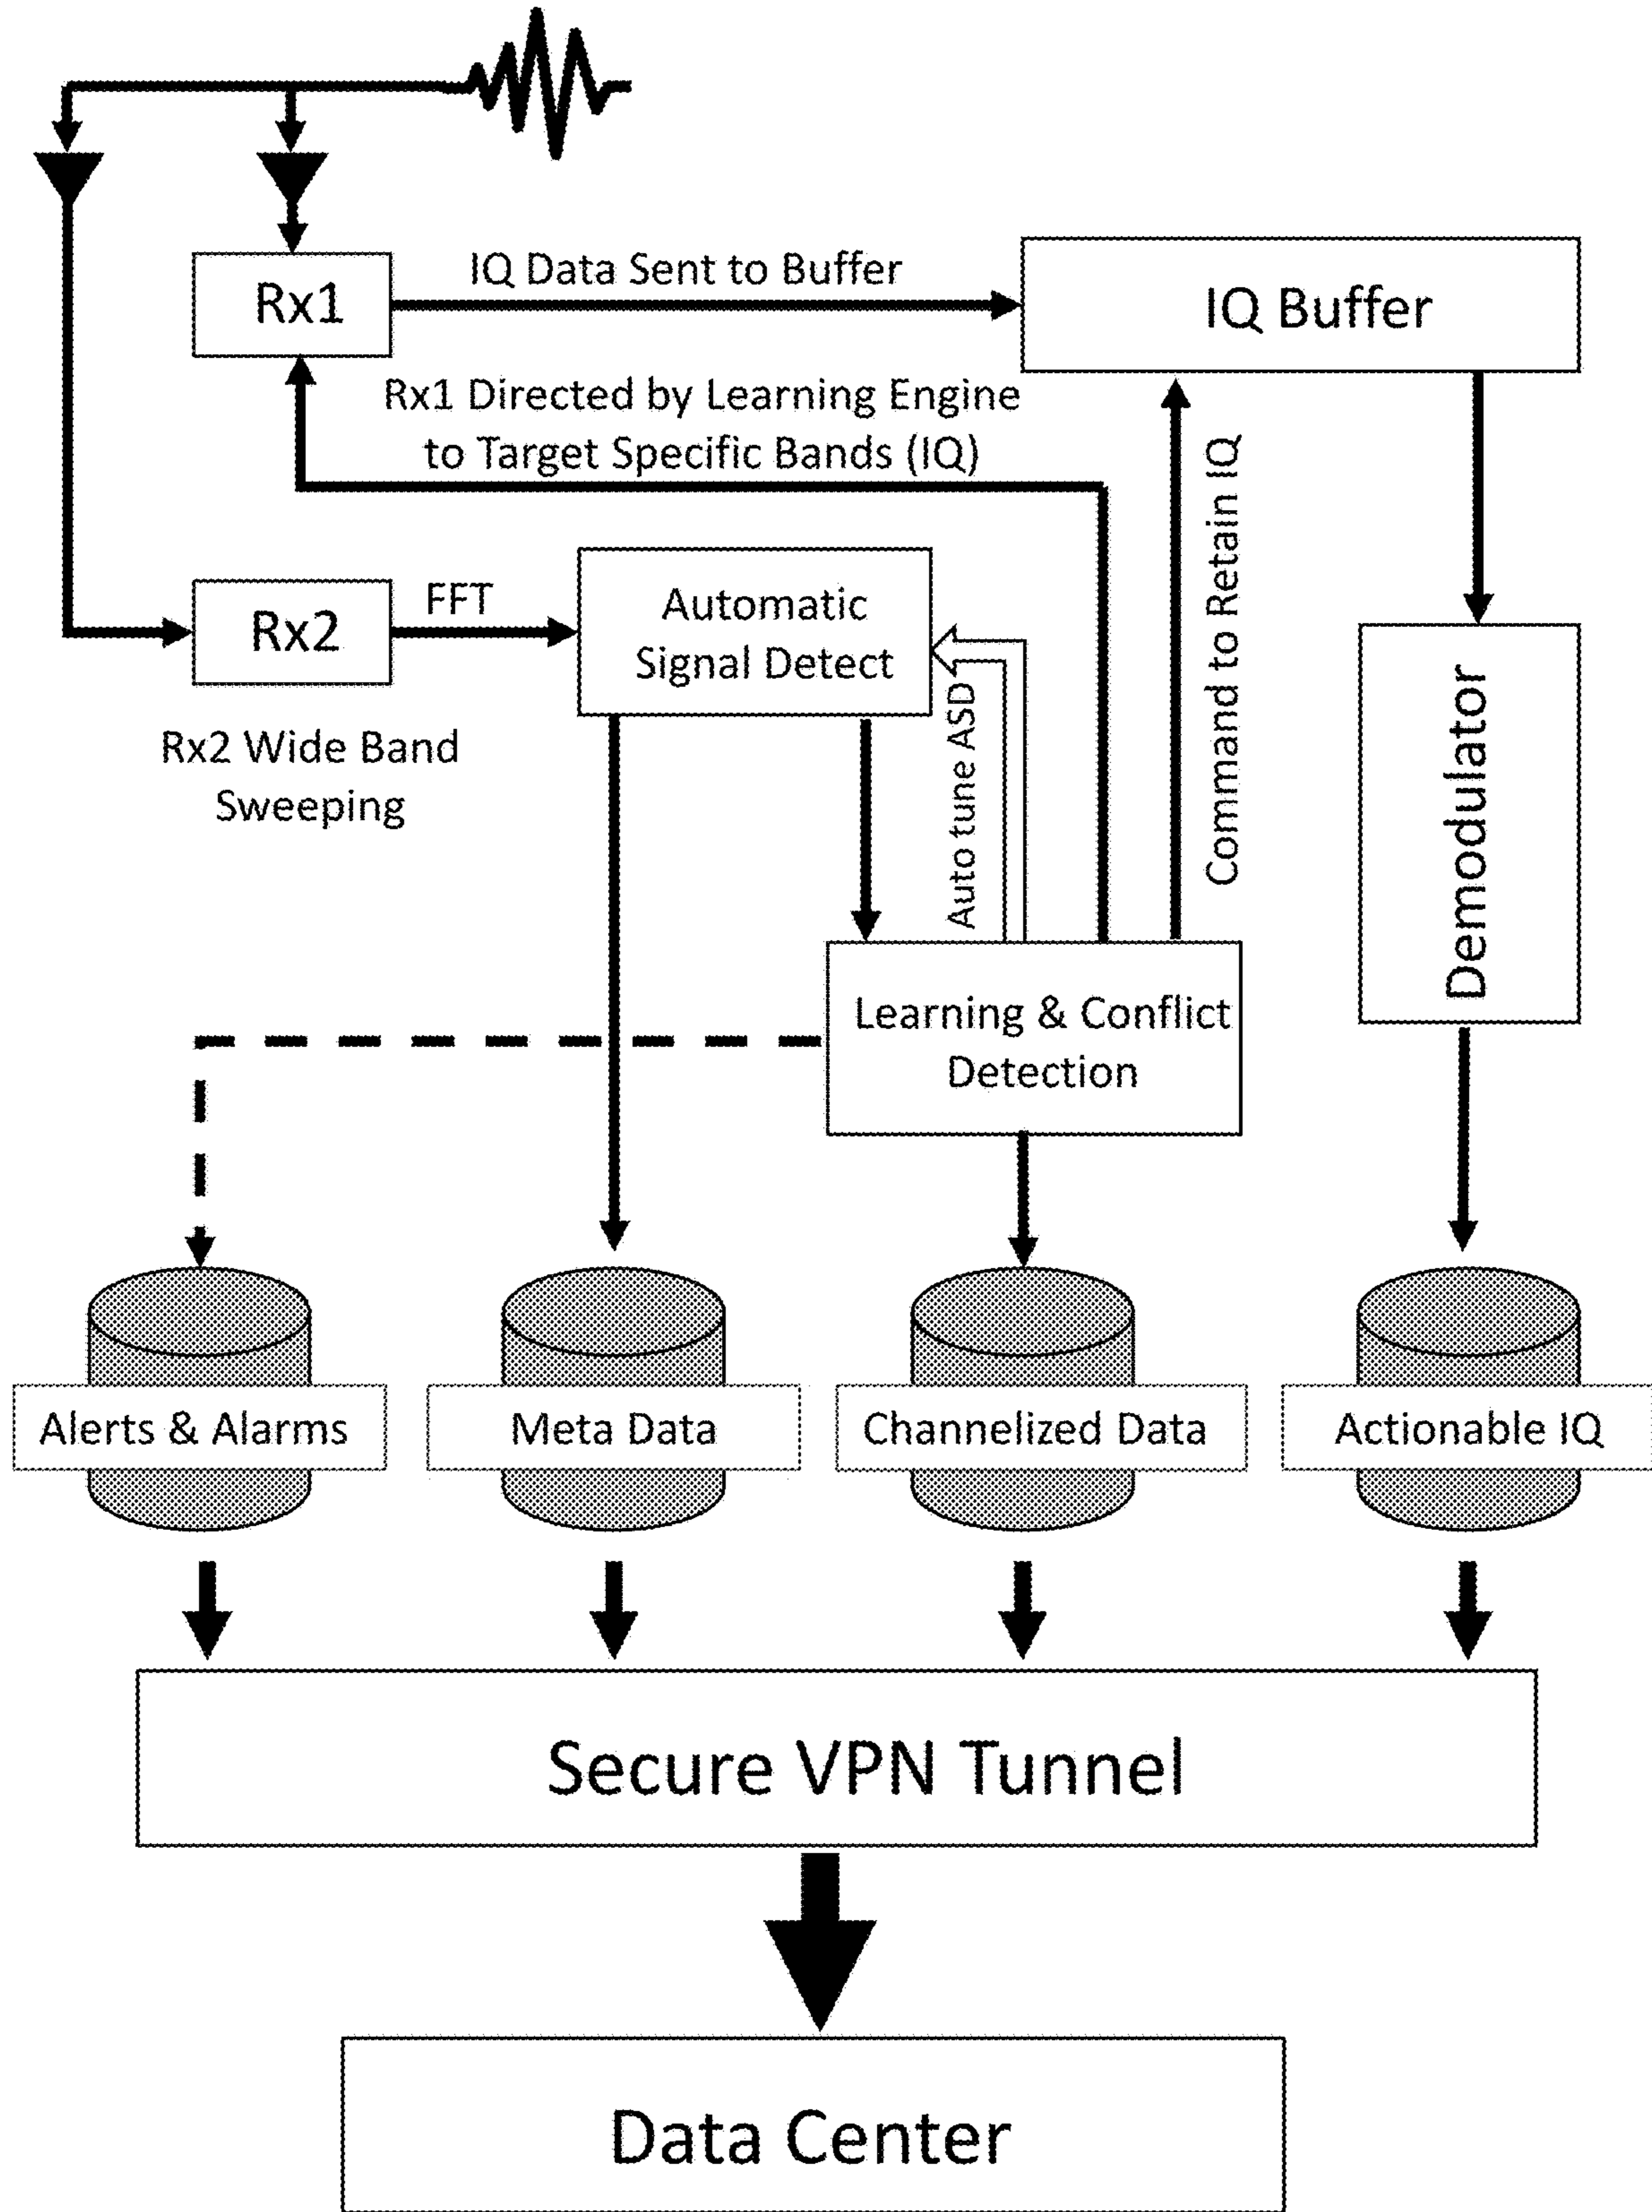 IQ Data Sent to Buffer
Rx1
IQ Buffer
Rx1 Directed by Learning Engine
to Target Specific Bands (IQ)
Command to Retain IQ
FFT
Rx2
Automatic
Signal Detect
Rx2 Wide Band
Sweeping
Auto tune ASD
Demodulator
Learning & Conflict
Detection
Alerts & Alarms
Meta Data
Channelized Data
Actionable IQ
Secure VPN Tunnel
Data Center